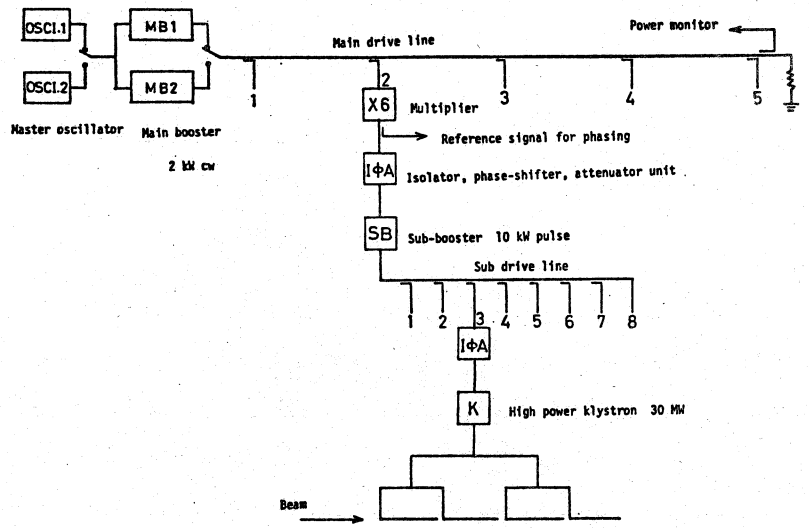 OSCI.1
MB1
Main drive line
Power monitor
OSCI.2
MB2
1
2
3
4
5
X6
Multiplier
Master oscillator
Main booster
Reference signal for phasing
2 kW cw
IΦA
Isolator, phase-shifter, attenuator unit
SB
Sub-booster 10 kW pulse
Sub drive line
1
2
3
4
5
6
7
8
IΦA
K
High power klystron 30 MW
Beam